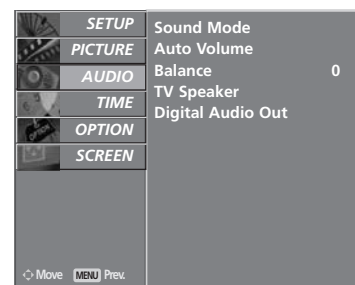 SETUP
PICTURE
AUDIO
TIME
OPTION
SCREEN
Sound Mode
Auto Volume
Balance 0
TV Speaker
Digital Audio Out
Move MENU Prev.